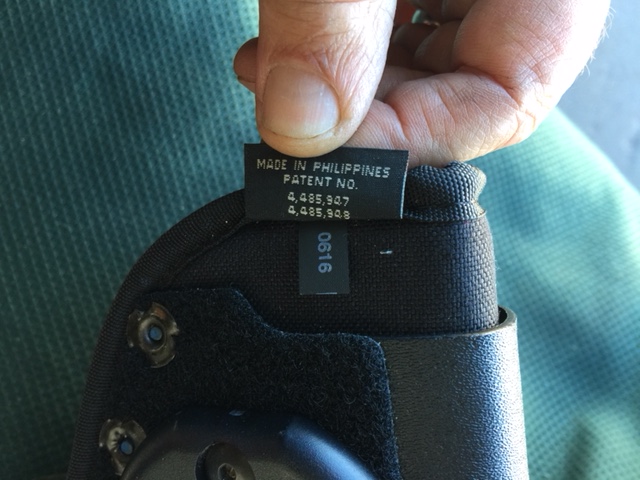 MADE IN PHILIPPINES
PATENT NO.
4,485,947
4,485,948
0616